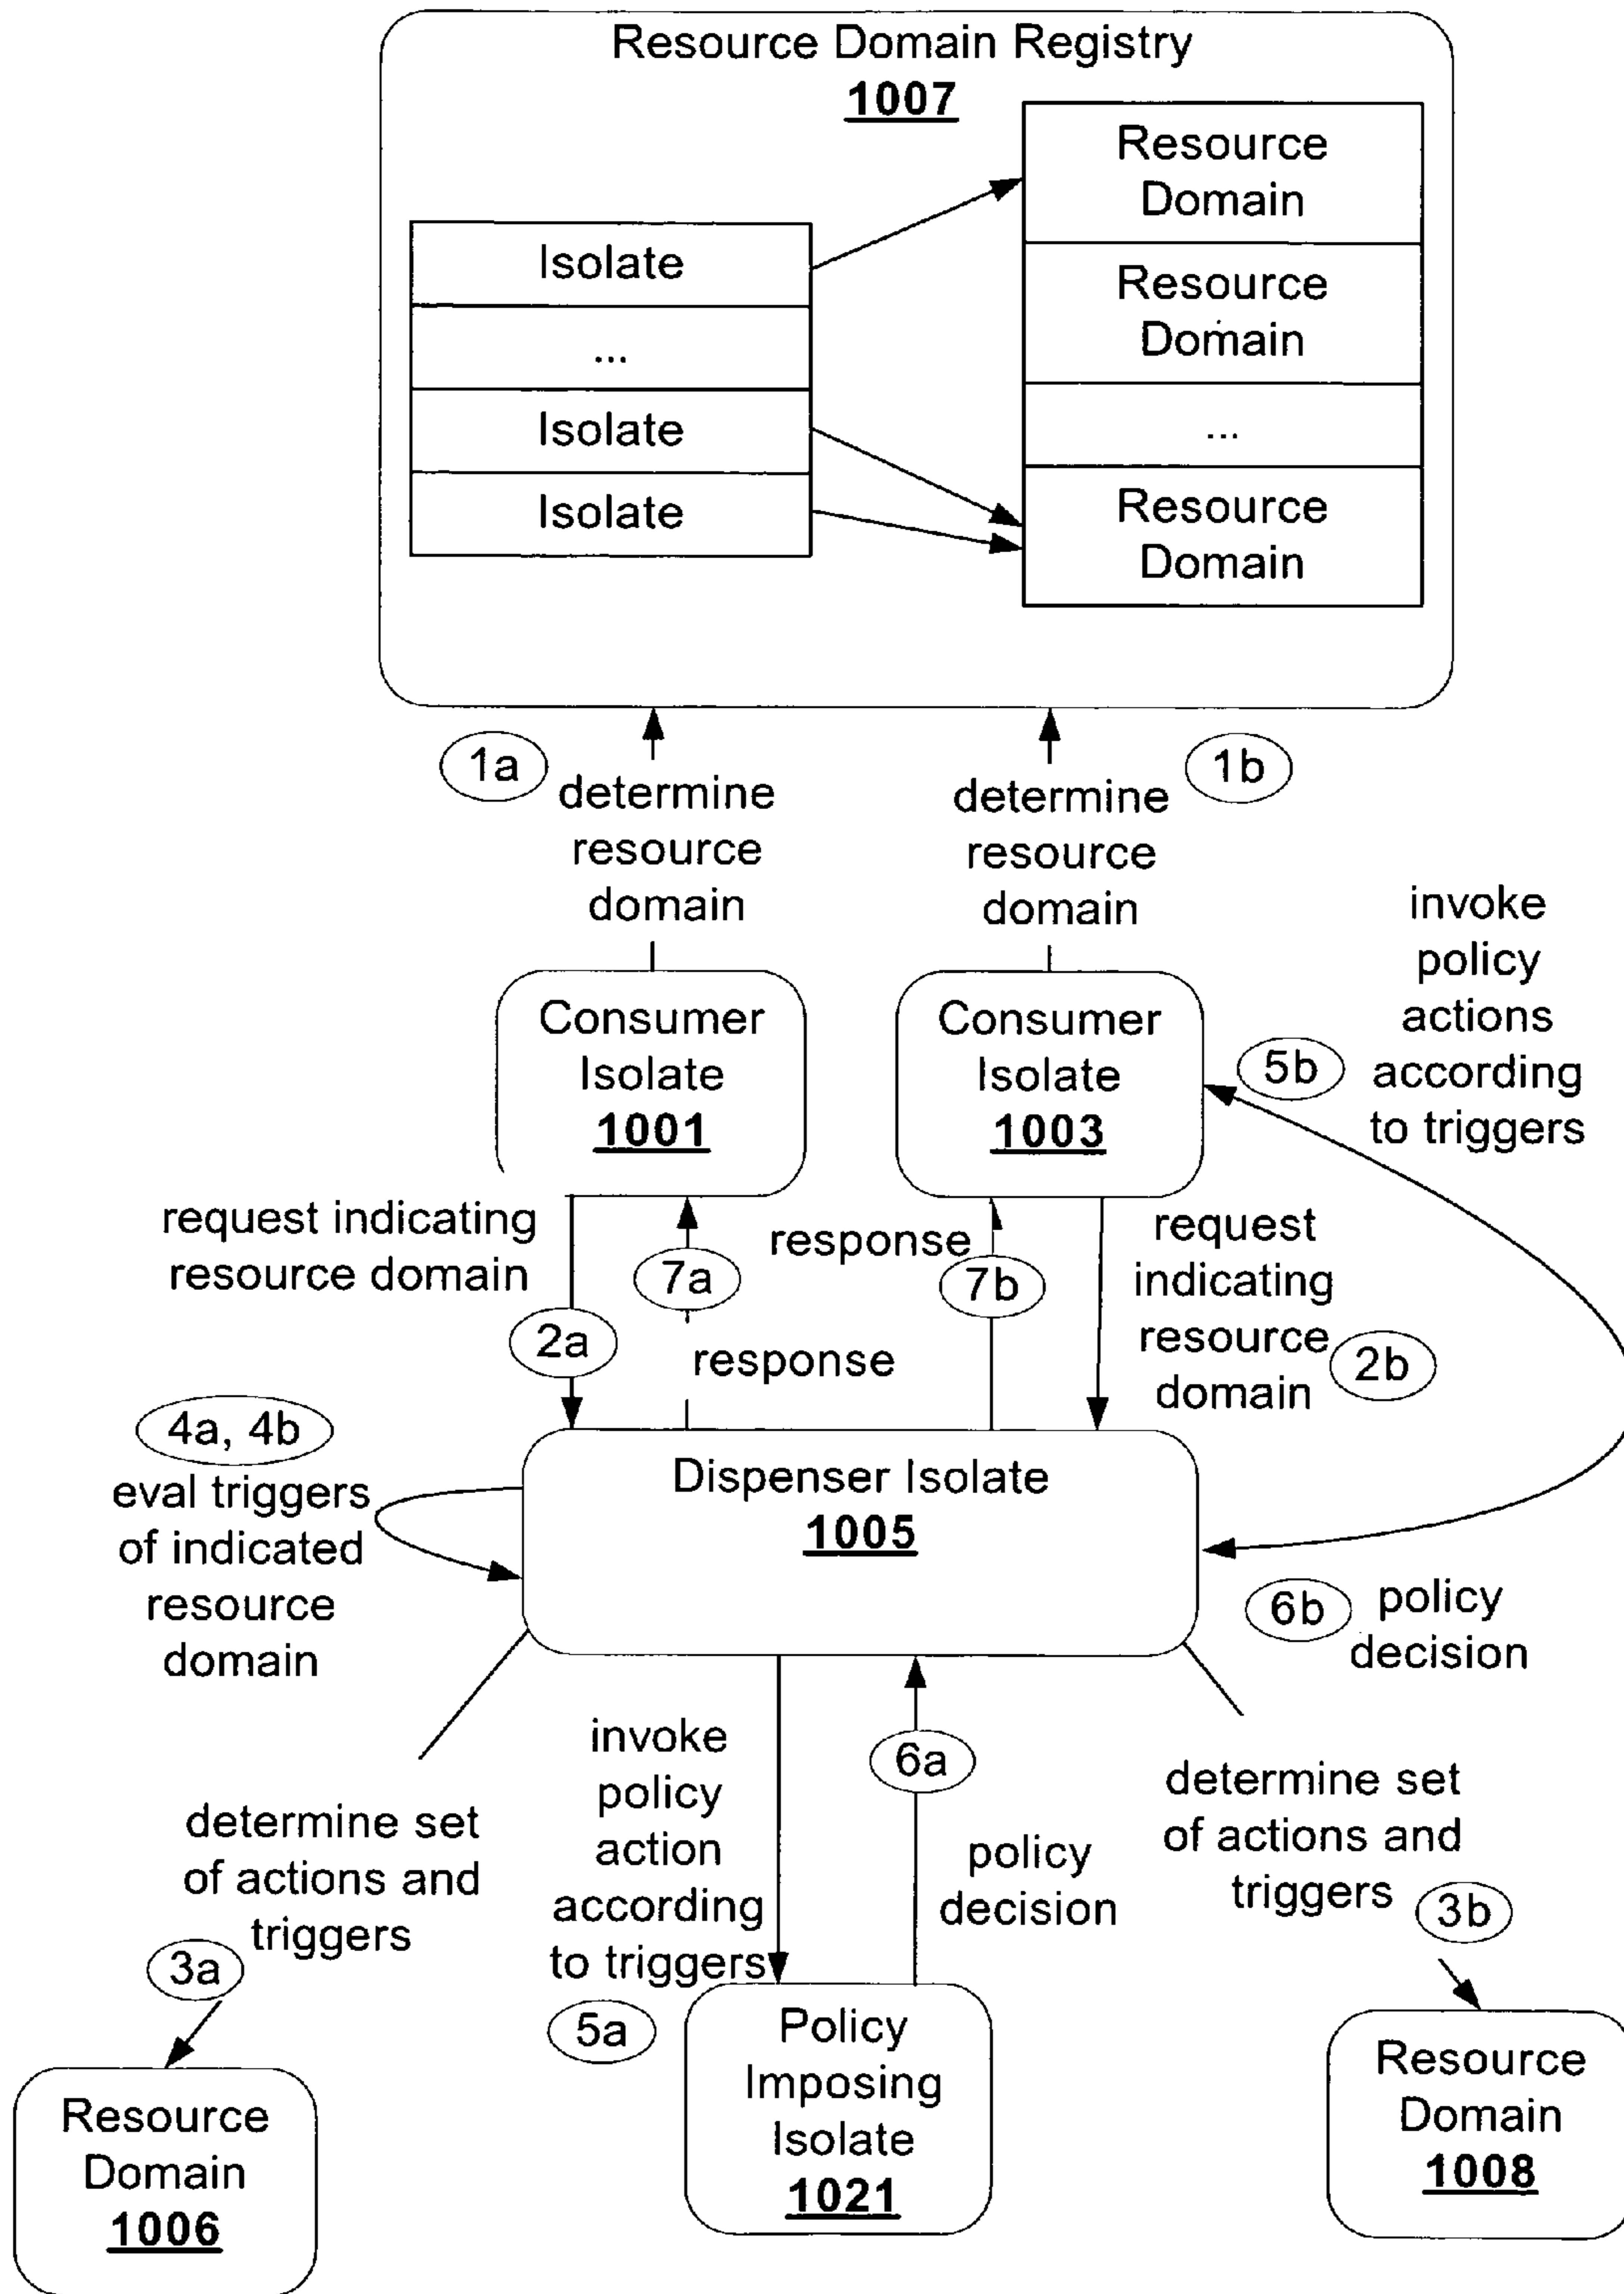 Resource Domain Registry
1007
Isolate
...
Isolate
Isolate
Resource
Domain
Resource
Domain
...
Resource
Domain
1a
determine
resource
domain
1b
determine
resource
domain
Consumer
Isolate
1001
Consumer
Isolate
1003
5b
invoke
policy
actions
according
to triggers
request indicating
resource domain
2a
7a
response
response
7b
request
indicating
resource
domain
2b
4a, 4b
eval triggers
of indicated
resource
domain
Dispenser Isolate
1005
6b
policy
decision
determine set
of actions and
triggers
3a
invoke
policy
action
according
to triggers
5a
6a
policy
decision
determine set
of actions and
triggers
3b
Resource
Domain
1006
Policy
Imposing
Isolate
1021
Resource
Domain
1008